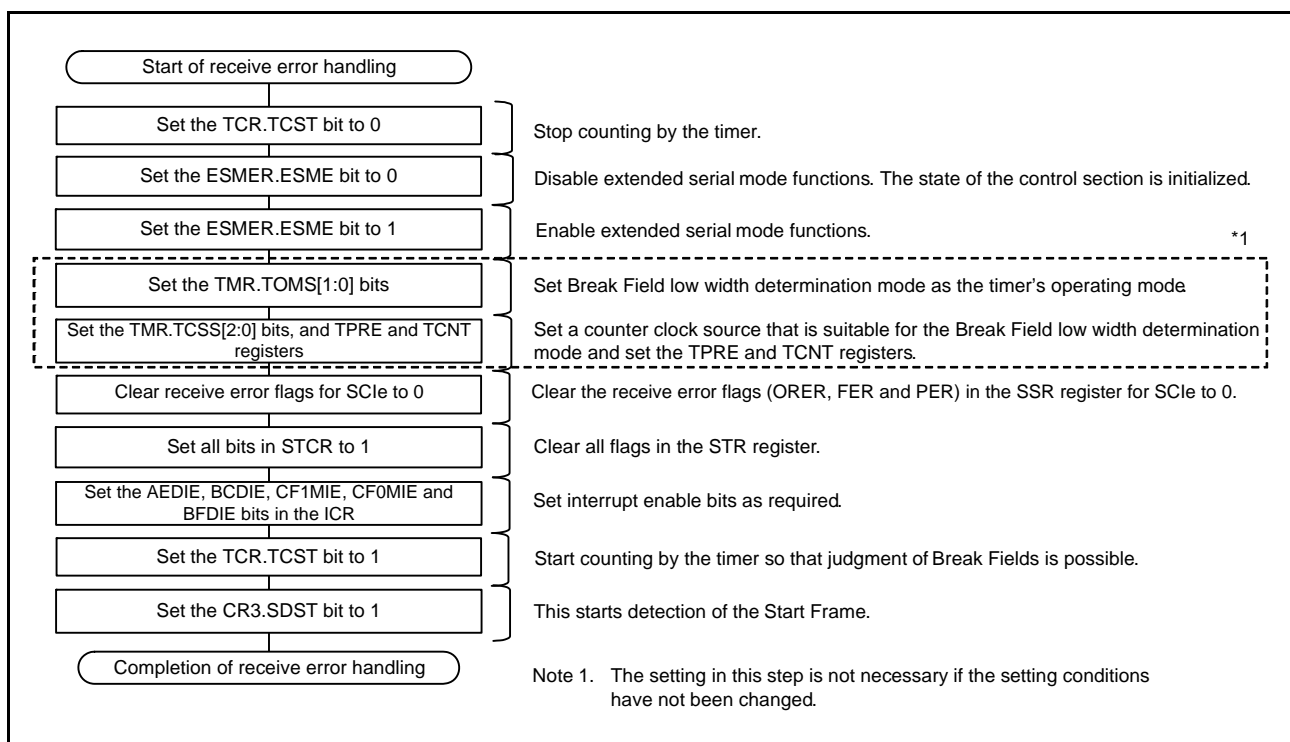 Start of receive error handling
Set the TCR.TCST bit to 0
Stop counting by the timer.
Set the ESMER.ESME bit to 0
Disable extended serial mode functions. The state of the control section is initialized.
Set the ESMER.ESME bit to 1
Enable extended serial mode functions.
*1
Set the TMR.TOMS[1:0] bits
Set Break Field low width determination mode as the timer's operating mode.
Set the TMR.TCSS[2:0] bits, and TPRE and TCNT
registers
Set a counter clock source that is suitable for the Break Field low width determination
mode and set the TPRE and TCNT registers.
Clear receive error flags for SCIe to 0
Clear the receive error flags (ORER, FER and PER) in the SSR register for SCIe to 0.
Set all bits in STCR to 1
Clear all flags in the STR register.
Set the AEDIE, BCDIE, CF1MIE, CF0MIE and
BFDIE bits in the ICR
Set interrupt enable bits as required.
Set the TCR.TCST bit to 1
Start counting by the timer so that judgment of Break Fields is possible.
Set the CR3.SDST bit to 1
This starts detection of the Start Frame.
Completion of receive error handling
Note 1. The setting in this step is not necessary if the setting conditions
have not been changed.